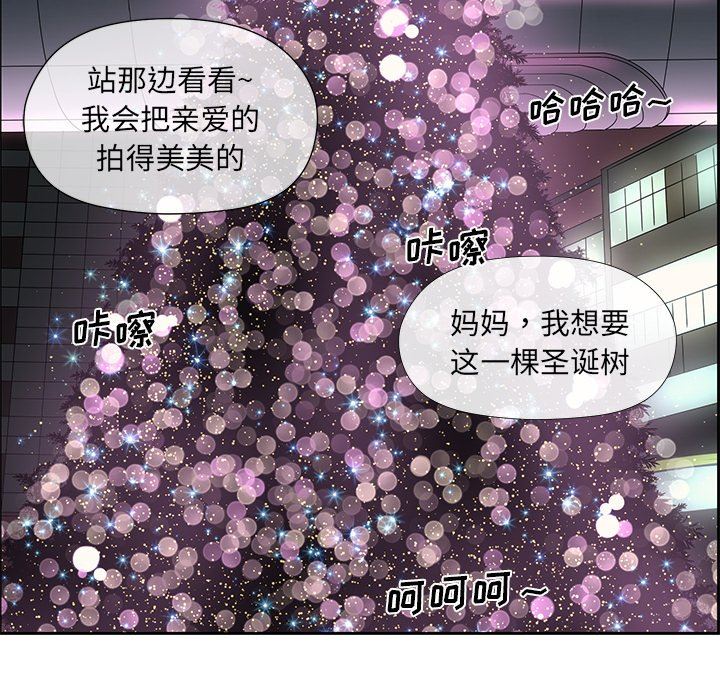 站那边看看~
我会把亲爱的
拍得美美的
哈哈哈~
咔嚓
咔嚓
妈妈，我想要
这一棵圣诞树
呵呵呵~